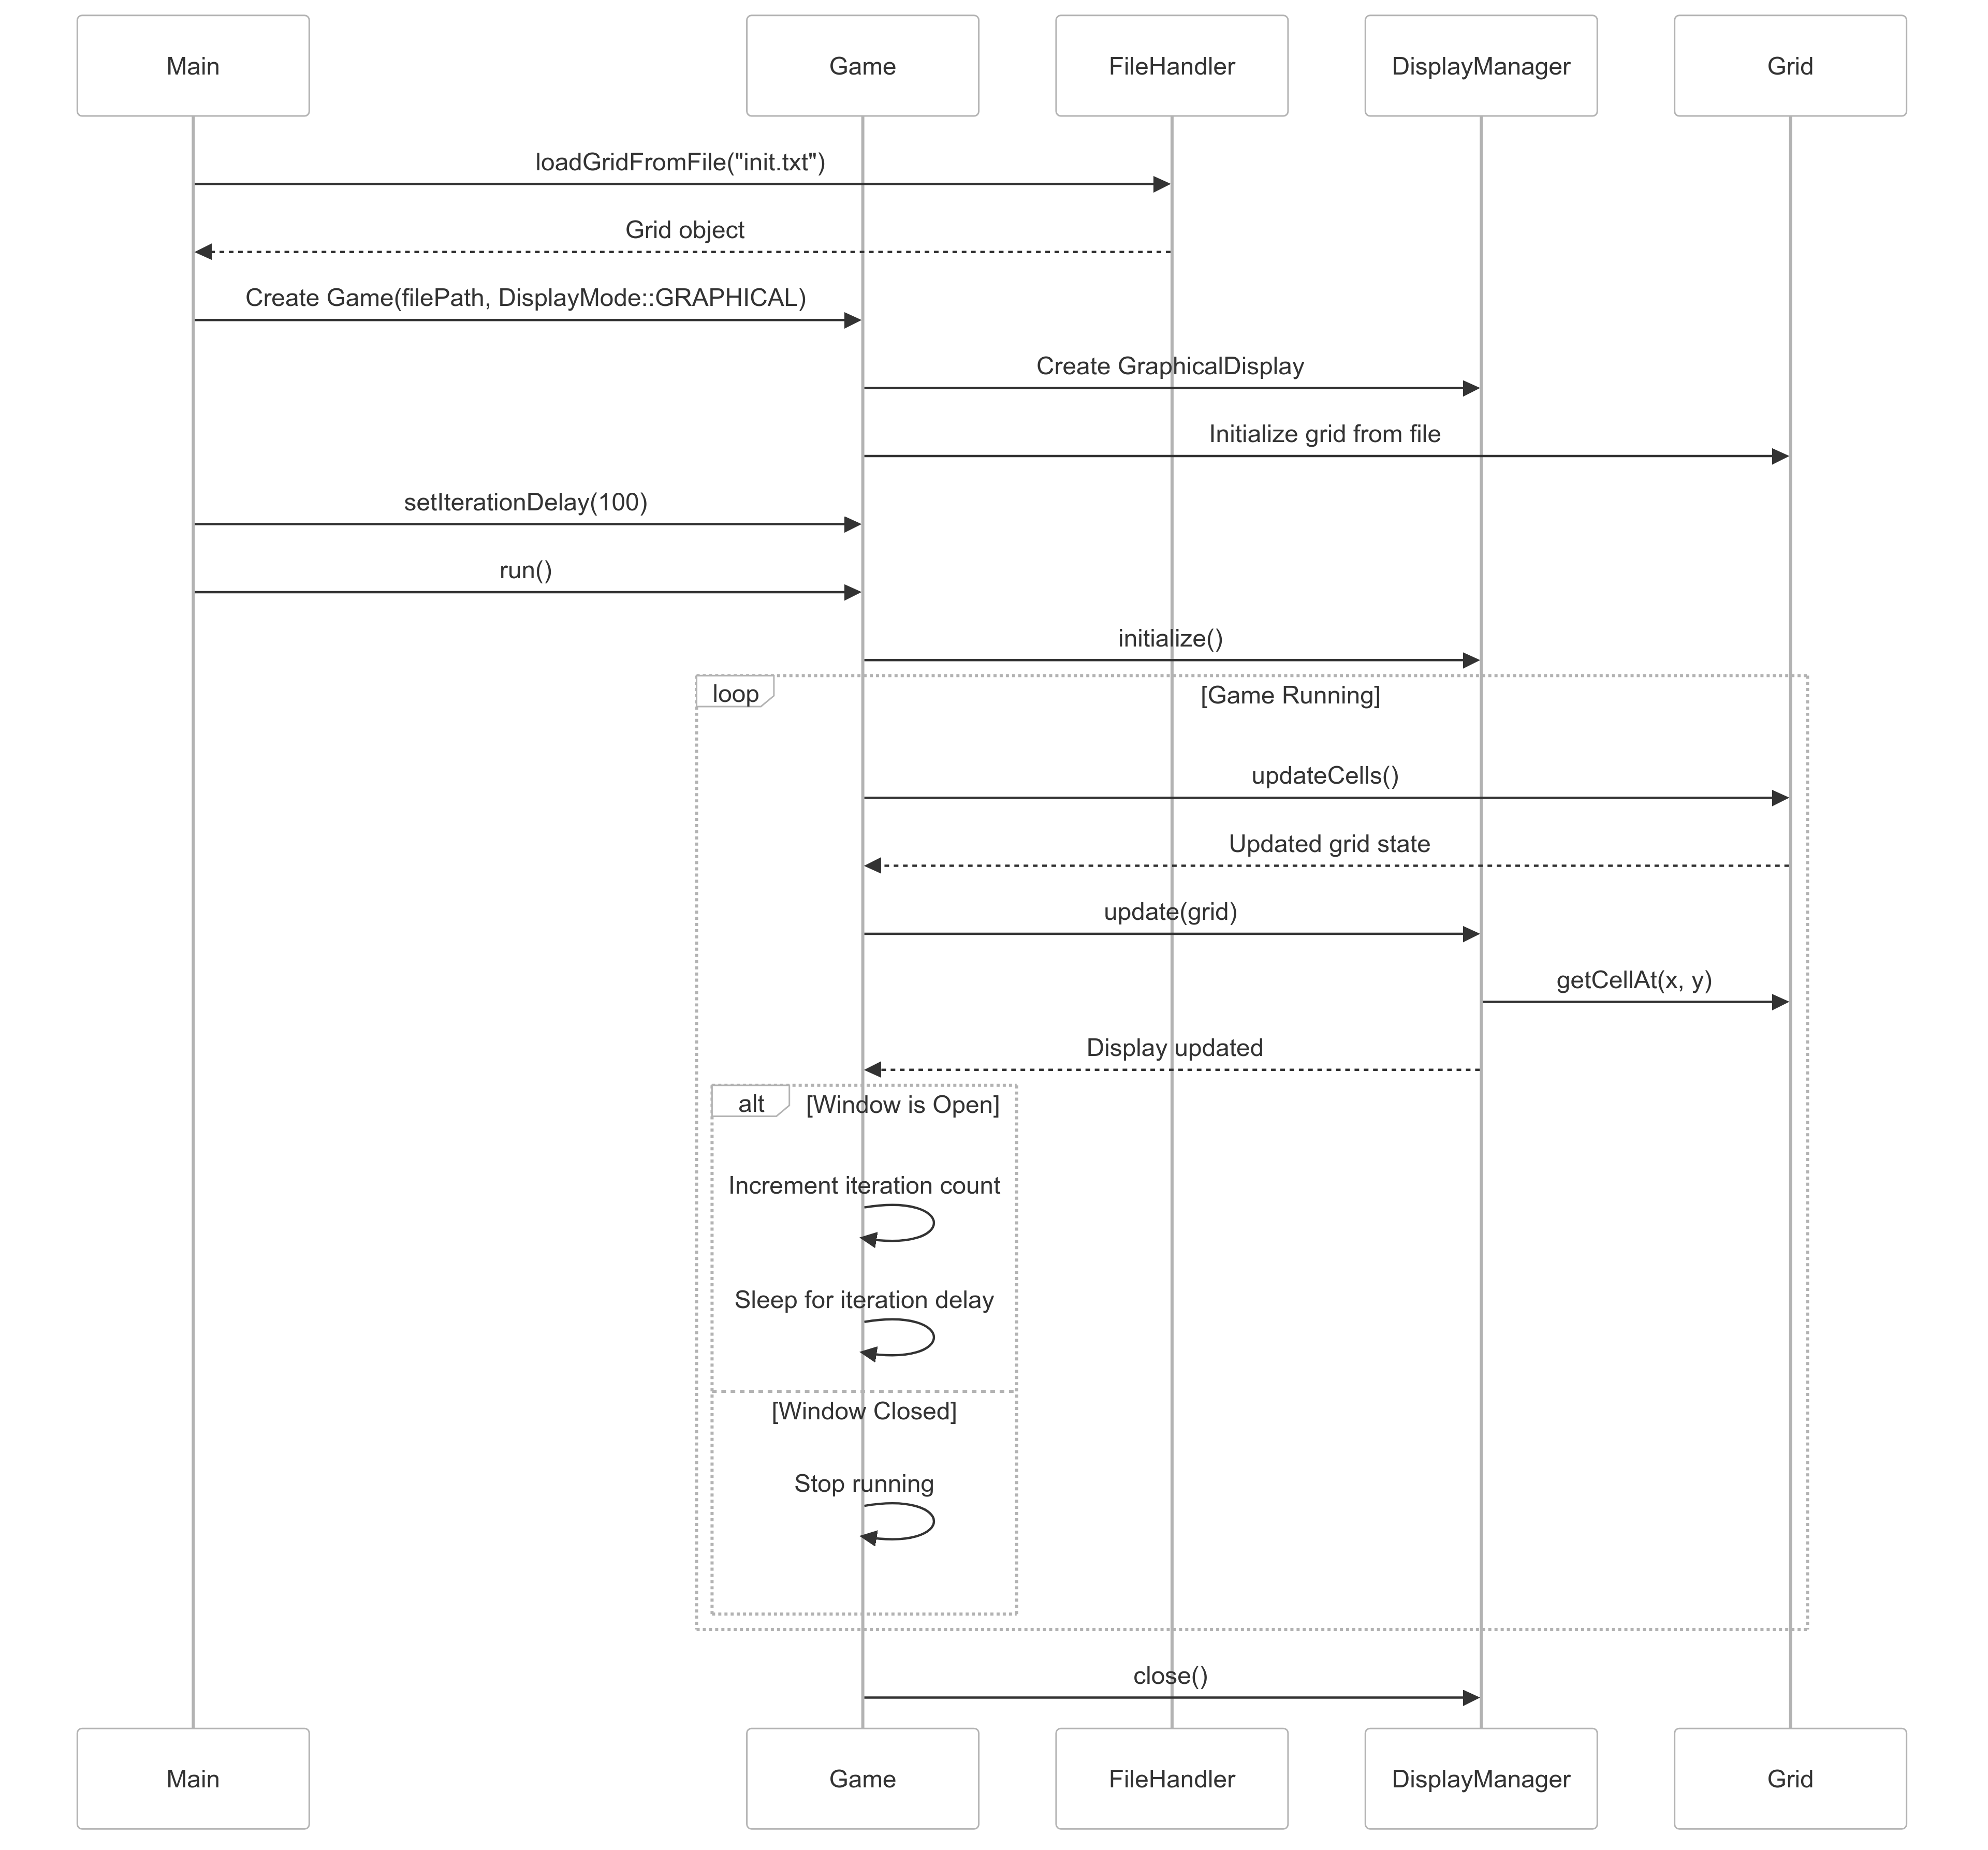 Main
Game
FileHandler
DisplayManager
Grid
loadGridFromFile("init.txt")
Grid object
Create Game(filePath, DisplayMode::GRAPHICAL)
Create GraphicalDisplay
Initialize grid from file
setIterationDelay(100)
run()
initialize()
loop
[Game Running]
updateCells()
Updated grid state
update(grid)
getCellAt(x, y)
Display updated
alt
[Window is Open]
Increment iteration count
Sleep for iteration delay
[Window Closed]
Stop running
close()
Main
Game
FileHandler
DisplayManager
Grid